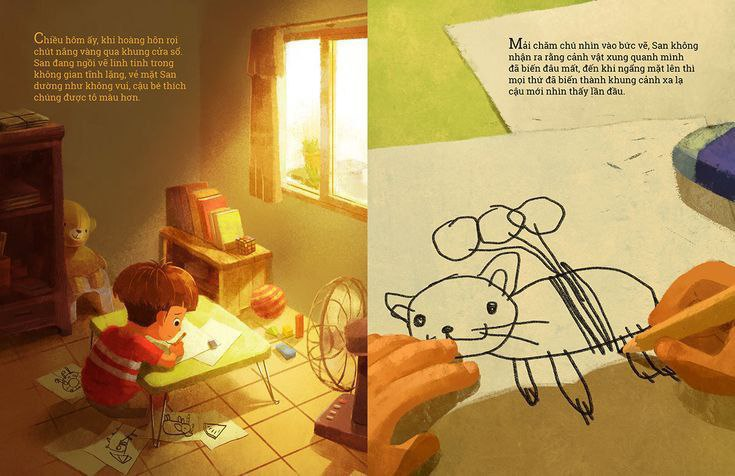 Chiều hôm ấy, khi hoàng hôn rọi
chút nắng vàng qua khung cửa sổ.
San đang ngồi vẽ linh tinh trong
không gian tĩnh lặng, vẻ mặt San
dường như không vui, cậu bé thích
chúng được tô màu hơn.
Mải chăm chú nhìn vào bức vẽ, San không
nhận ra rằng cảnh vật xung quanh mình
đã biến đâu mất, đến khi ngẩng mặt lên thì
mọi thứ đã biến thành khung cảnh xa lạ
cậu mới nhìn thấy lần đầu.